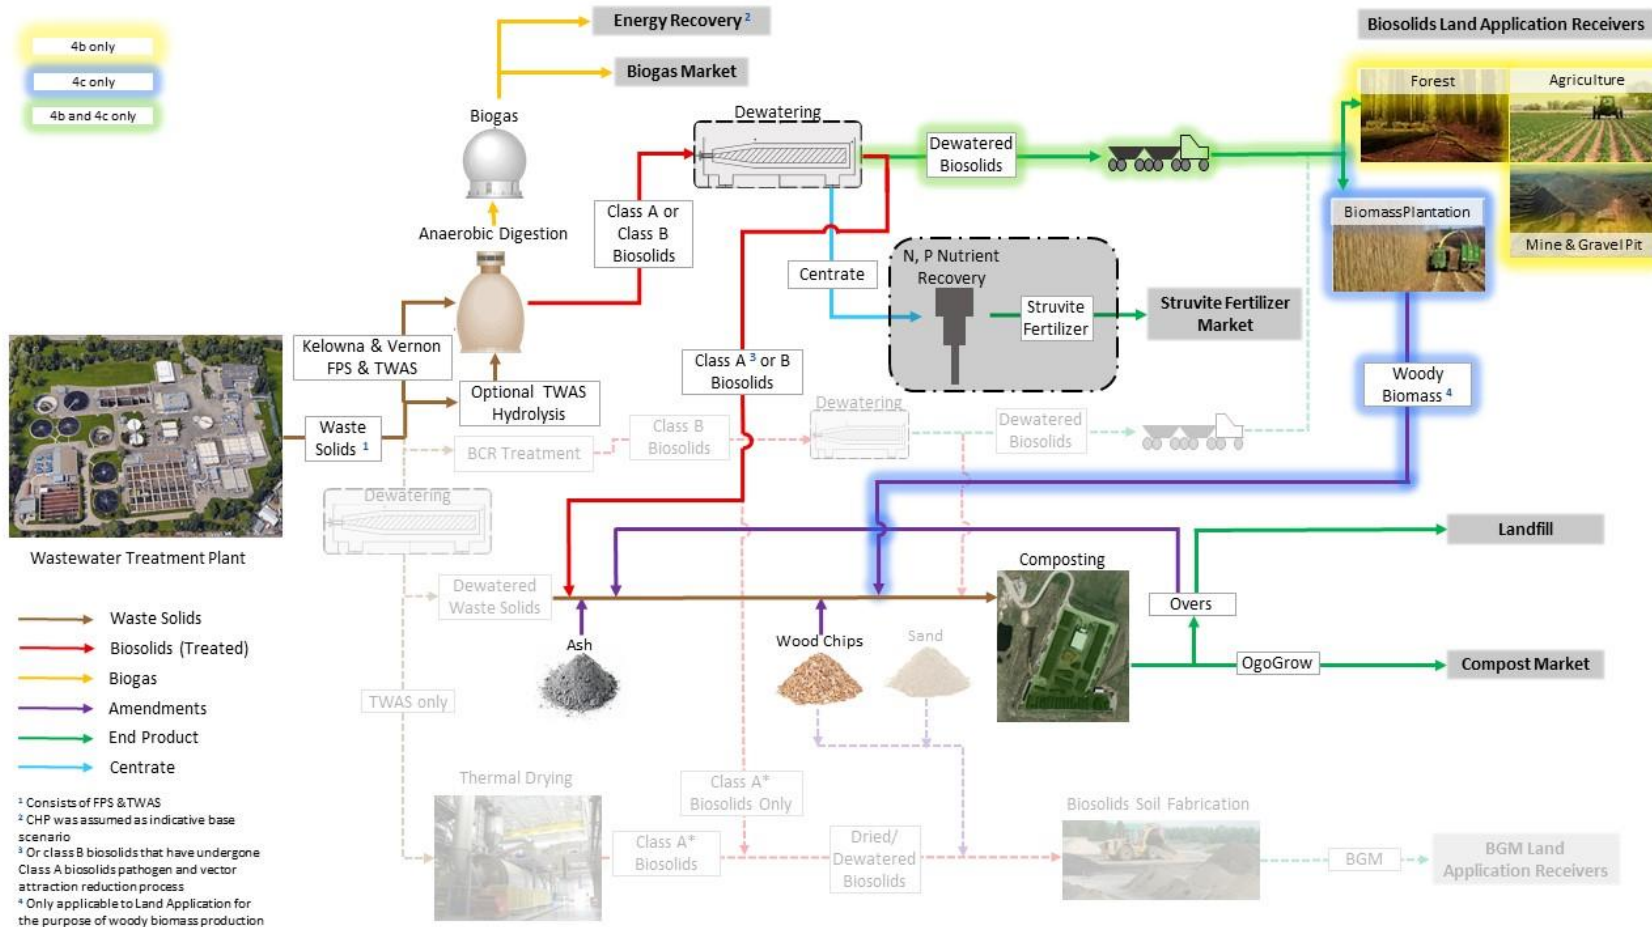 4b only
4c only
4b and 4c only
Energy Recovery 2
Biogas Market
Biogas
Anaerobic Digestion
Class A or
Class B
Biosolids
Dewatering
Dewatered
Biosolids
Biosolids Land Application Receivers
Forest
Agriculture
BiomassPlantation
Mine & Gravel Pit
Centrate
N, P Nutrient
Recovery
Struvite
Fertilizer
Struvite Fertilizer
Market
Kelowna & Vernon
FPS & TWAS
Optional TWAS
Hydrolysis
Waste
Solids 1
Class A 3 or B
Biosolids
Woody
Biomass 4
BCR Treatment
Class B
Biosolids
Dewatering
Dewatered
Biosolids
Dewatering
Wastewater Treatment Plant
Dewatered
Waste Solids
Ash
Wood Chips
Sand
Composting
Overs
Landfill
OgoGrow
Compost Market
TWAS only
Waste Solids
Biosolids (Treated)
Biogas
Amendments
End Product
Centrate
Thermal Drying
Class A*
Biosolids
Class A*
Biosolids Only
Dried/
Dewatered
Biosolids
Biosolids Soil Fabrication
BGM
BGM Land
Application Receivers
1 Consists of FPS & TWAS
2 CHP was assumed as indicative base
scenario
3 Or class B biosolids that have undergone
Class A biosolids pathogen and vector
attraction reduction process
4 Only applicable to Land Application for
the purpose of woody biomass production